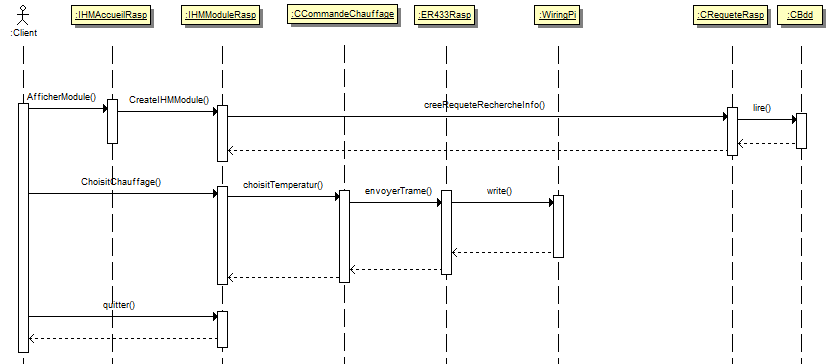 :IHMAccueilRasp
:IHMModuleRasp
:CCommandeChauffage
:ER433Rasp
:WiringPi
:CRequeteRasp
:CBdd
:Client
AfficherModule()
CreateIHMModule()
creeRequeteRechercheInfo()
lire()
ChoisitChauffage()
choisitTemperatur()
envoyerTrame()
write()
quitter()